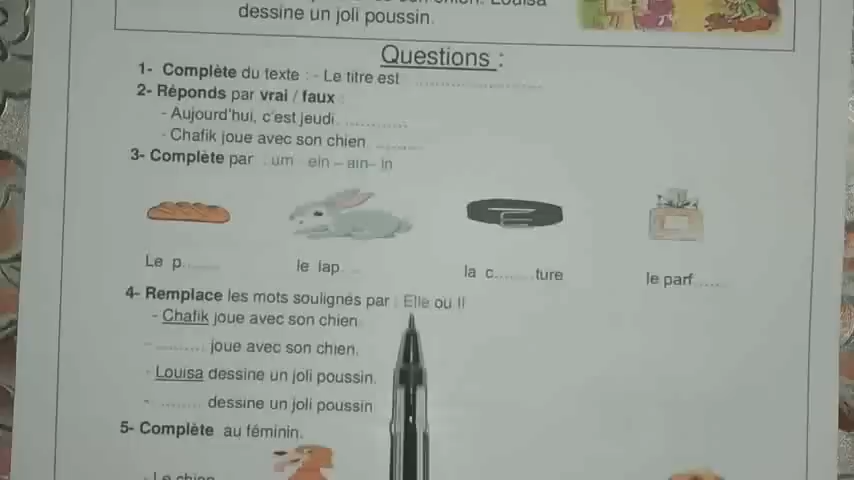 dessine un joli poussin.
Questions :
1- Complète du texte : - Le titre est ..................
2- Réponds par vrai / faux :
- Aujourd'hui, c'est jeudi. ............
- Chafik joue avec son chien. .........
3- Complète par : um ein – ain– in
Le p........ le lap.... la c........ture le parf......
4- Remplace les mots soulignés par : Elle ou Il
- Chafik joue avec son chien.
- .......... joue avec son chien.
- Louisa dessine un joli poussin.
- ......... dessine un joli poussin
5- Complète au féminin.
- Le chien